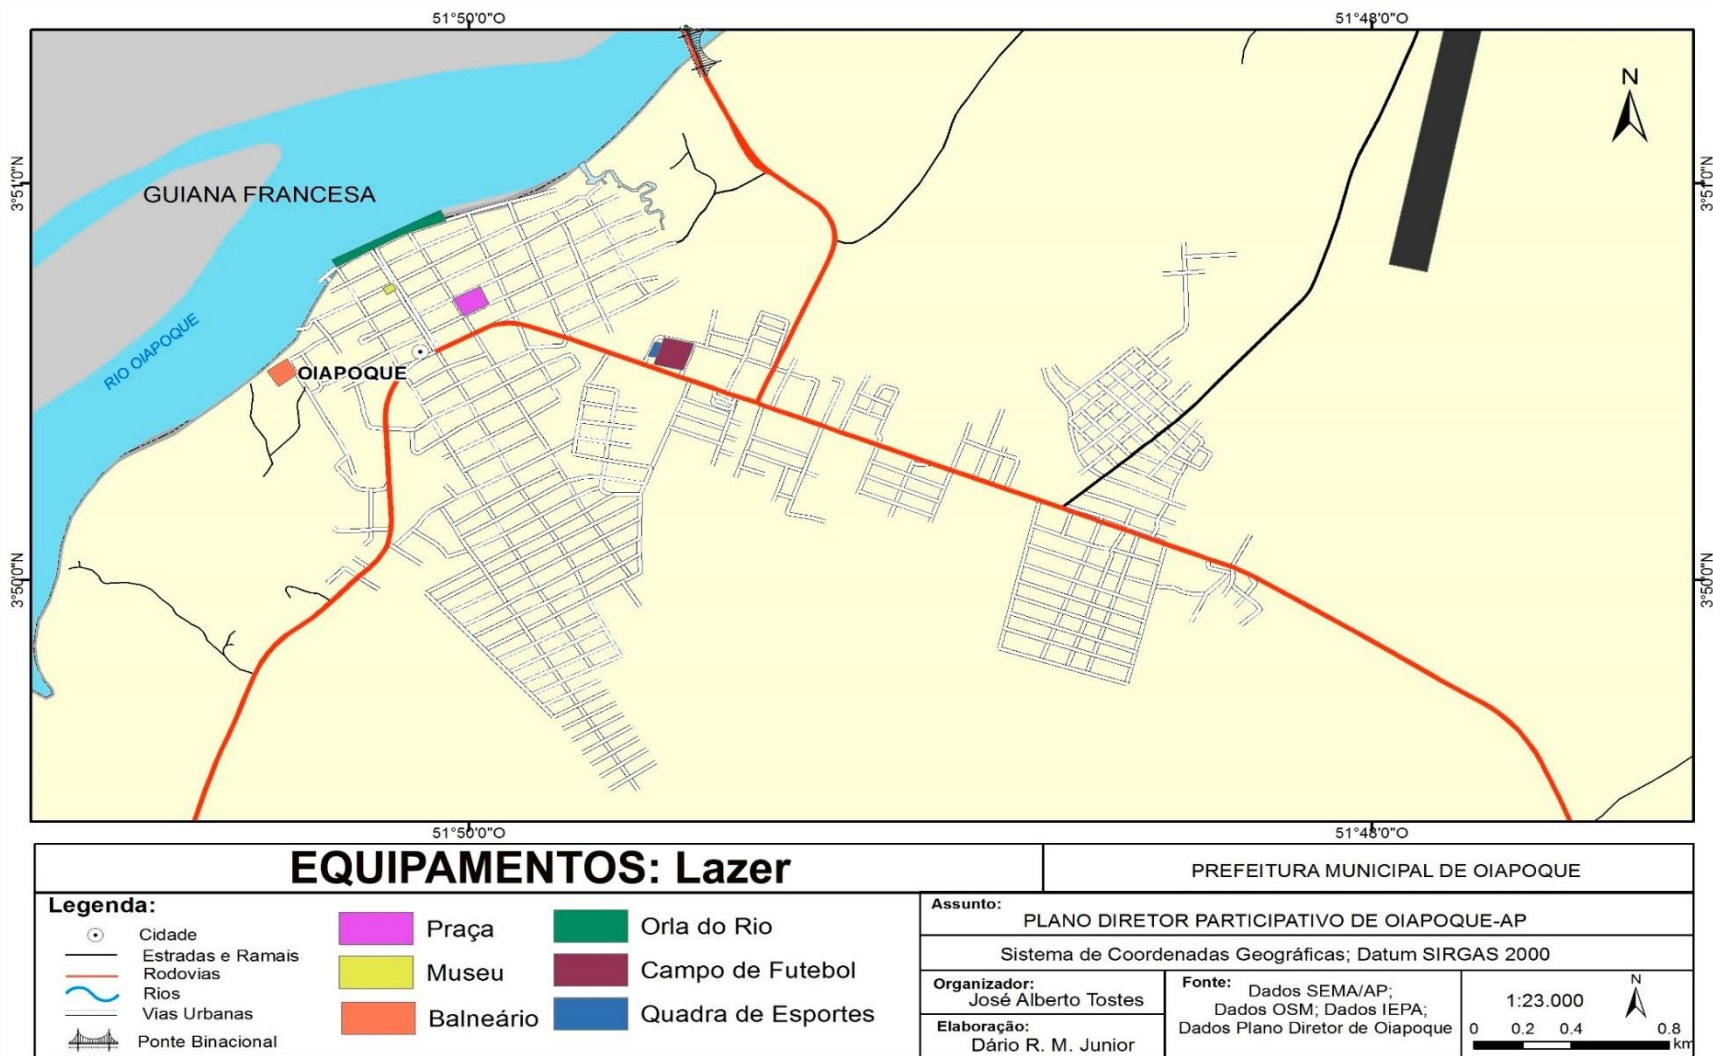 51°50'0"O
51°48'0"O
N
3°51'0"N
3°51'0"N
GUIANA FRANCESA
RIO OIAPOQUE
OIAPOQUE
3°50'0"N
3°50'0"N
51°50'0"O
51°48'0"O
EQUIPAMENTOS: Lazer
PREFEITURA MUNICIPAL DE OIAPOQUE
Legenda:
Cidade
Estradas e Ramais
Rodovias
Rios
Vias Urbanas
Ponte Binacional
Praça
Museu
Balneário
Orla do Rio
Campo de Futebol
Quadra de Esportes
Assunto:
PLANO DIRETOR PARTICIPATIVO DE OIAPOQUE-AP
Sistema de Coordenadas Geográficas; Datum SIRGAS 2000
Organizador:
José Alberto Tostes
Elaboração:
Dário R. M. Junior
Fonte: Dados SEMA/AP;
Dados OSM; Dados IEPA;
Dados Plano Diretor de Oiapoque
1:23.000
N
0 0.2 0.4 0.8
km